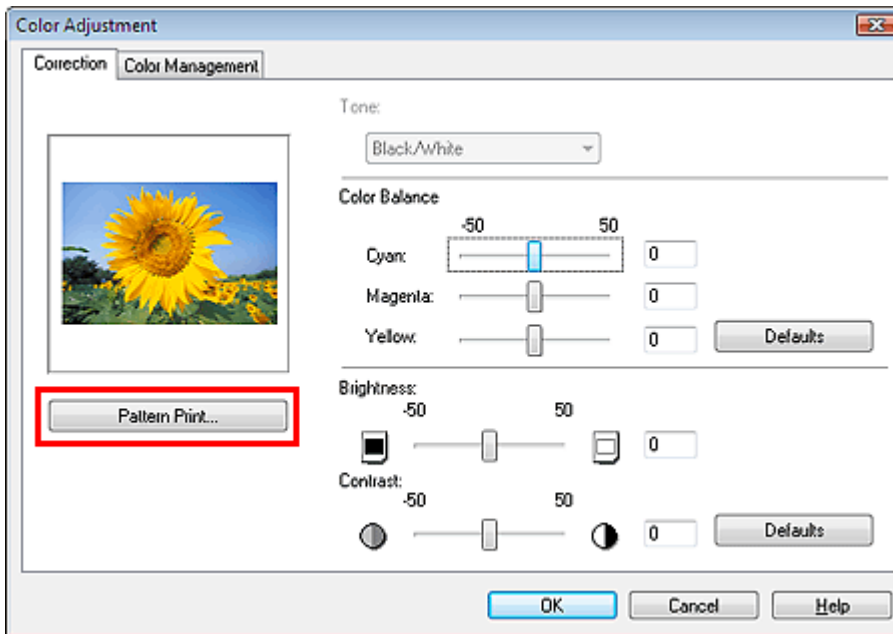 Color Adjustment
Correction Color Management
Tone:
Black/White
Color Balance
-50 50
Cyan: 0
Magenta: 0
Yellow: 0 Defaults
Pattern Print...
Brightness:
-50 50
0
Contrast:
-50 50
0 Defaults
OK Cancel Help